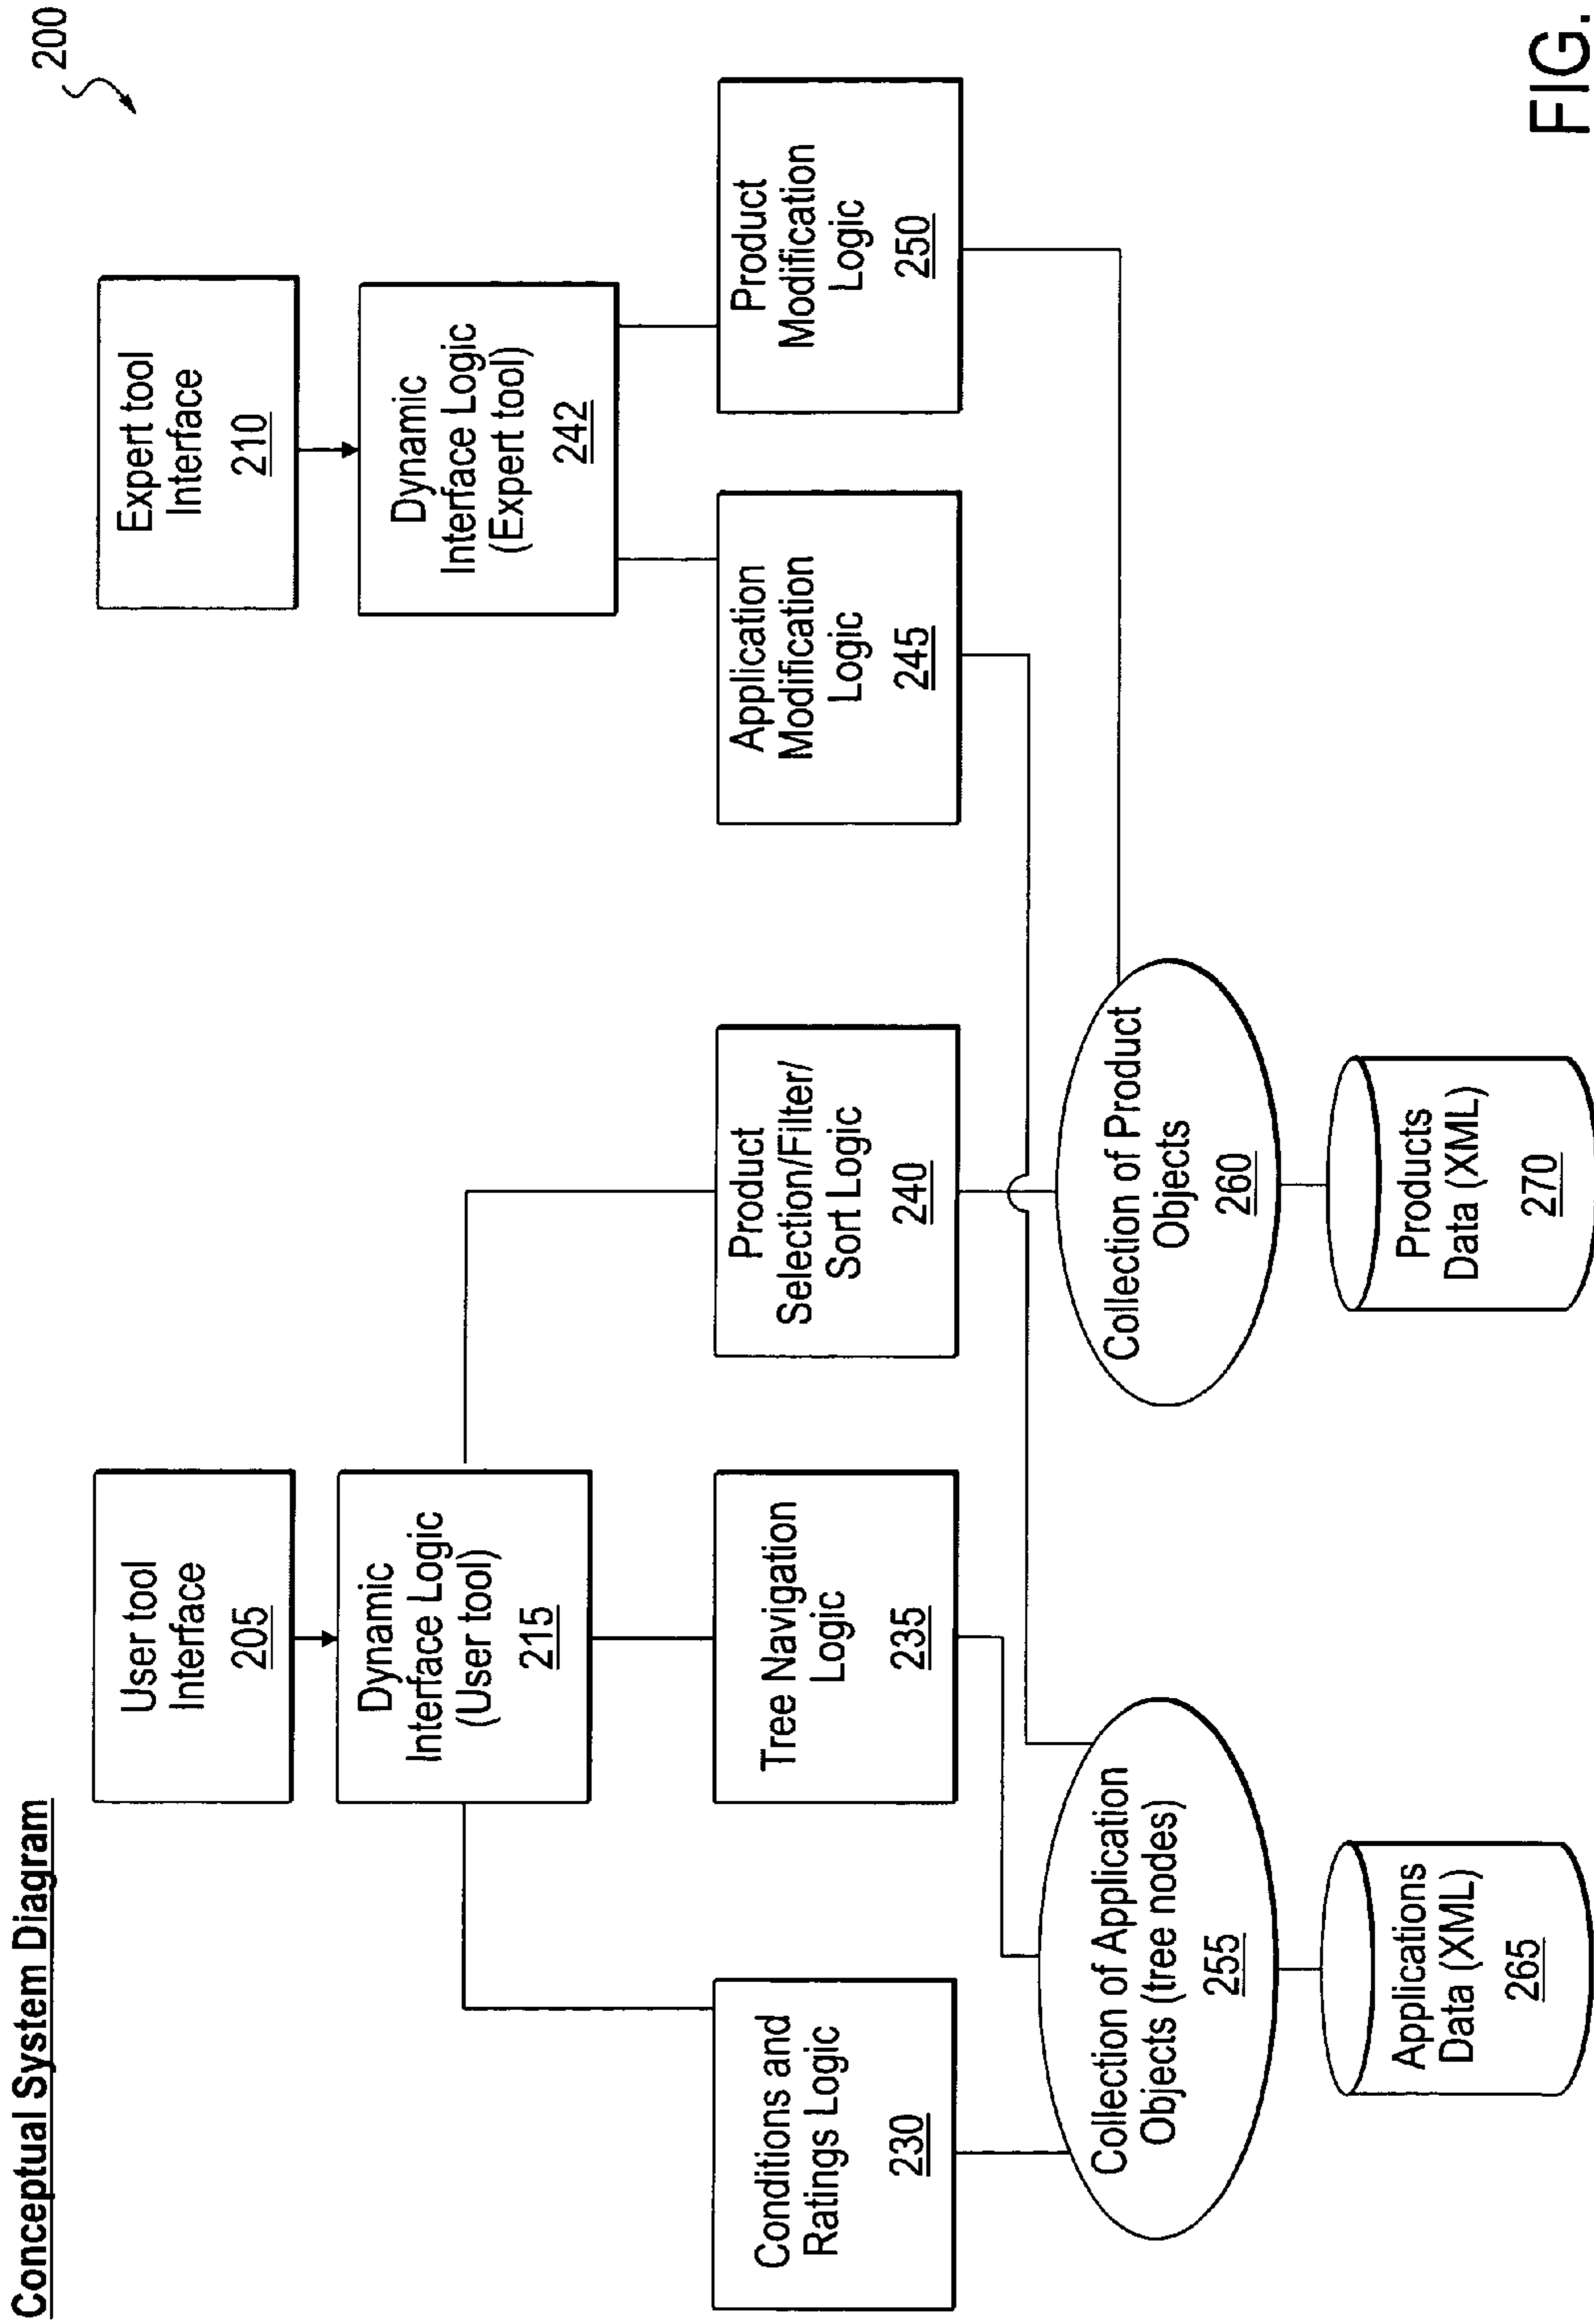 Conceptual System Diagram
200
User tool
Interface
205
Expert tool
Interface
210
Dynamic
Interface Logic
(User tool)
215
Dynamic
Interface Logic
(Expert tool)
242
Conditions and
Ratings Logic
230
Tree Navigation
Logic
235
Product
Selection/Filter/
Sort Logic
240
Application
Modification
Logic
245
Product
Modification
Logic
250
Collection of Application
Objects (tree nodes)
255
Collection of Product
Objects
260
Applications
Data (XML)
265
Products
Data (XML)
270
FIG.